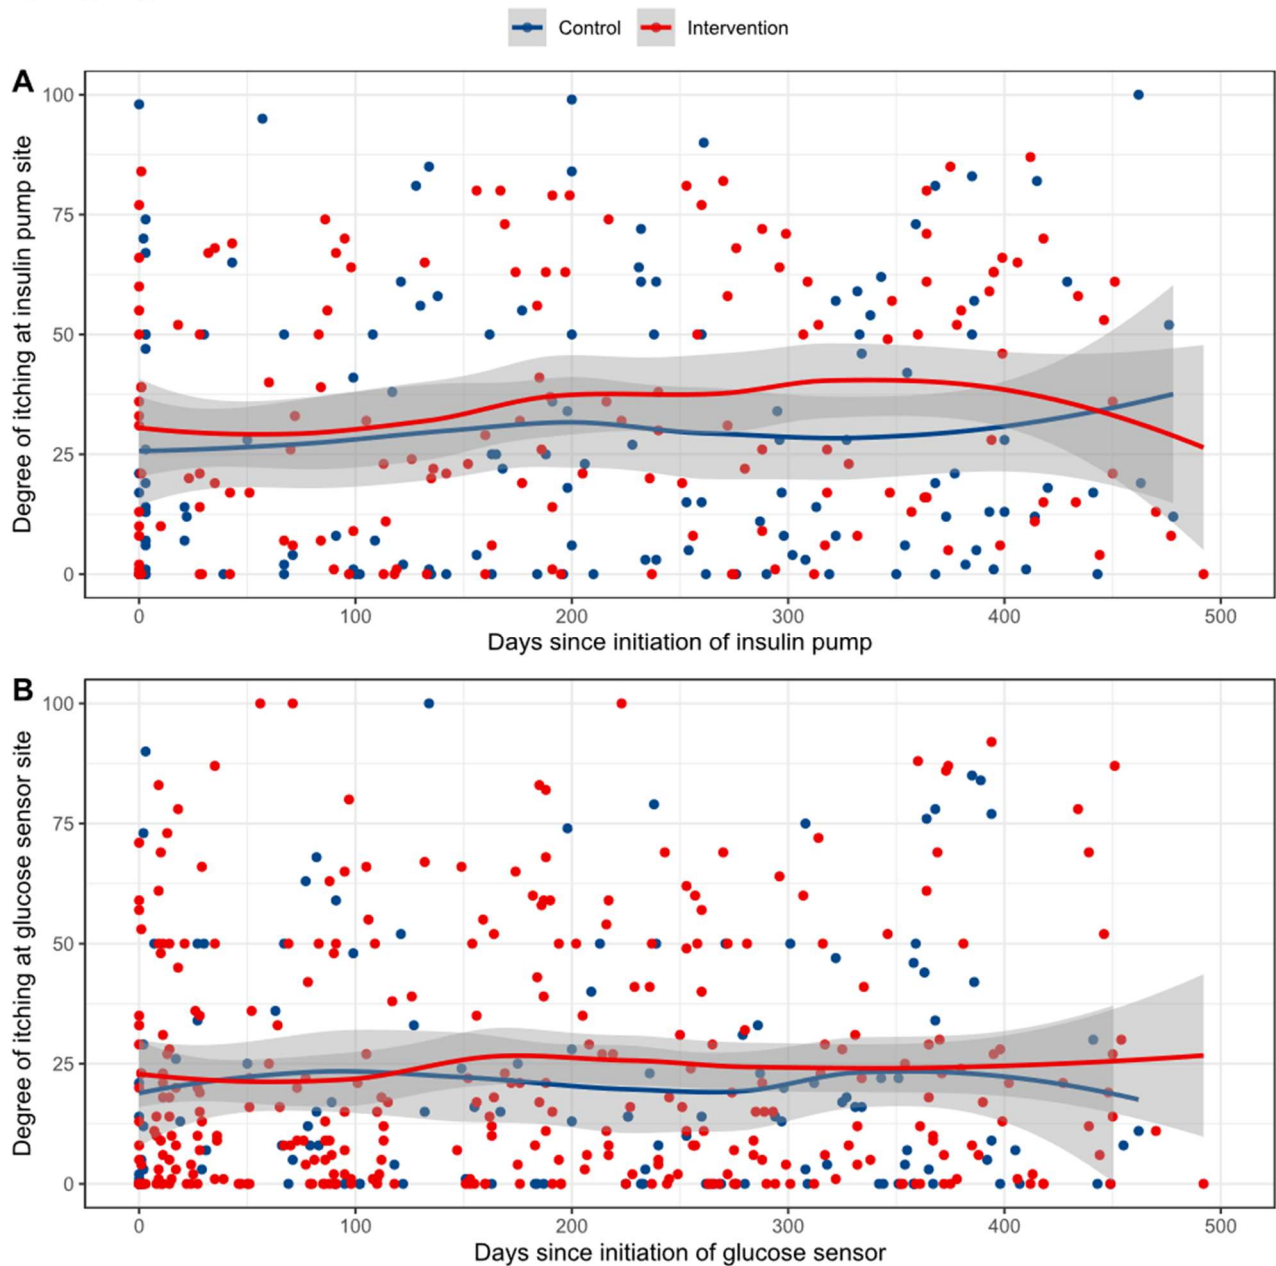 Control Intervention
A
Degree of itching at insulin pump site
100
75
50
25
0
0 100 200 300 400 500
Days since initiation of insulin pump
B
Degree of itching at glucose sensor site
100
75
50
25
0
0 100 200 300 400 500
Days since initiation of glucose sensor